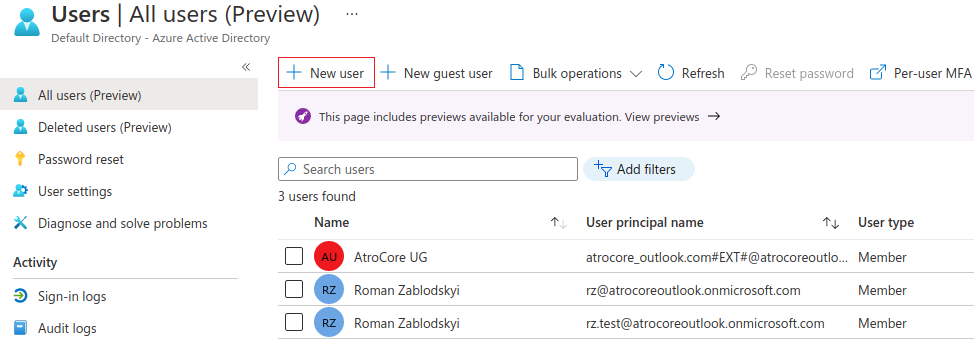 Users | All users (Preview) ...
Default Directory - Azure Active Directory
«
All users (Preview)
Deleted users (Preview)
Password reset
User settings
Diagnose and solve problems
Activity
Sign-in logs
Audit logs
New user New guest user Bulk operations Refresh Reset password Per-user MFA
This page includes previews available for your evaluation. View previews →
Search users Add filters
3 users found
Name User principal name User type
AU AtroCore UG atrocore_outlook.com#EXT#@atrocoreoutlo... Member
RZ Roman Zablodskyi rz@atrocoreoutlook.onmicrosoft.com Member
RZ Roman Zablodskyi rz.test@atrocoreoutlook.onmicrosoft.com Member